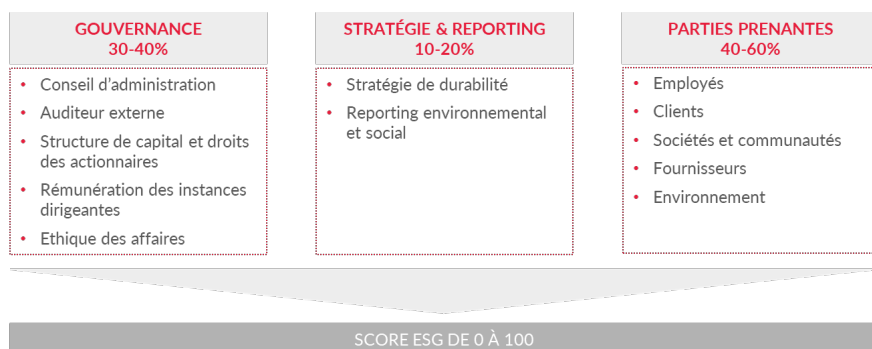 GOUVERNANCE
30-40%
• Conseil d'administration
• Auditeur externe
• Structure de capital et droits
des actionnaires
• Rémunération des instances
dirigeantes
• Ethique des affaires
STRATÉGIE & REPORTING
10-20%
• Stratégie de durabilité
• Reporting environnemental
et social
PARTIES PRENANTES
40-60%
• Employés
• Clients
• Sociétés et communautés
• Fournisseurs
• Environnement
SCORE ESG DE 0 À 100